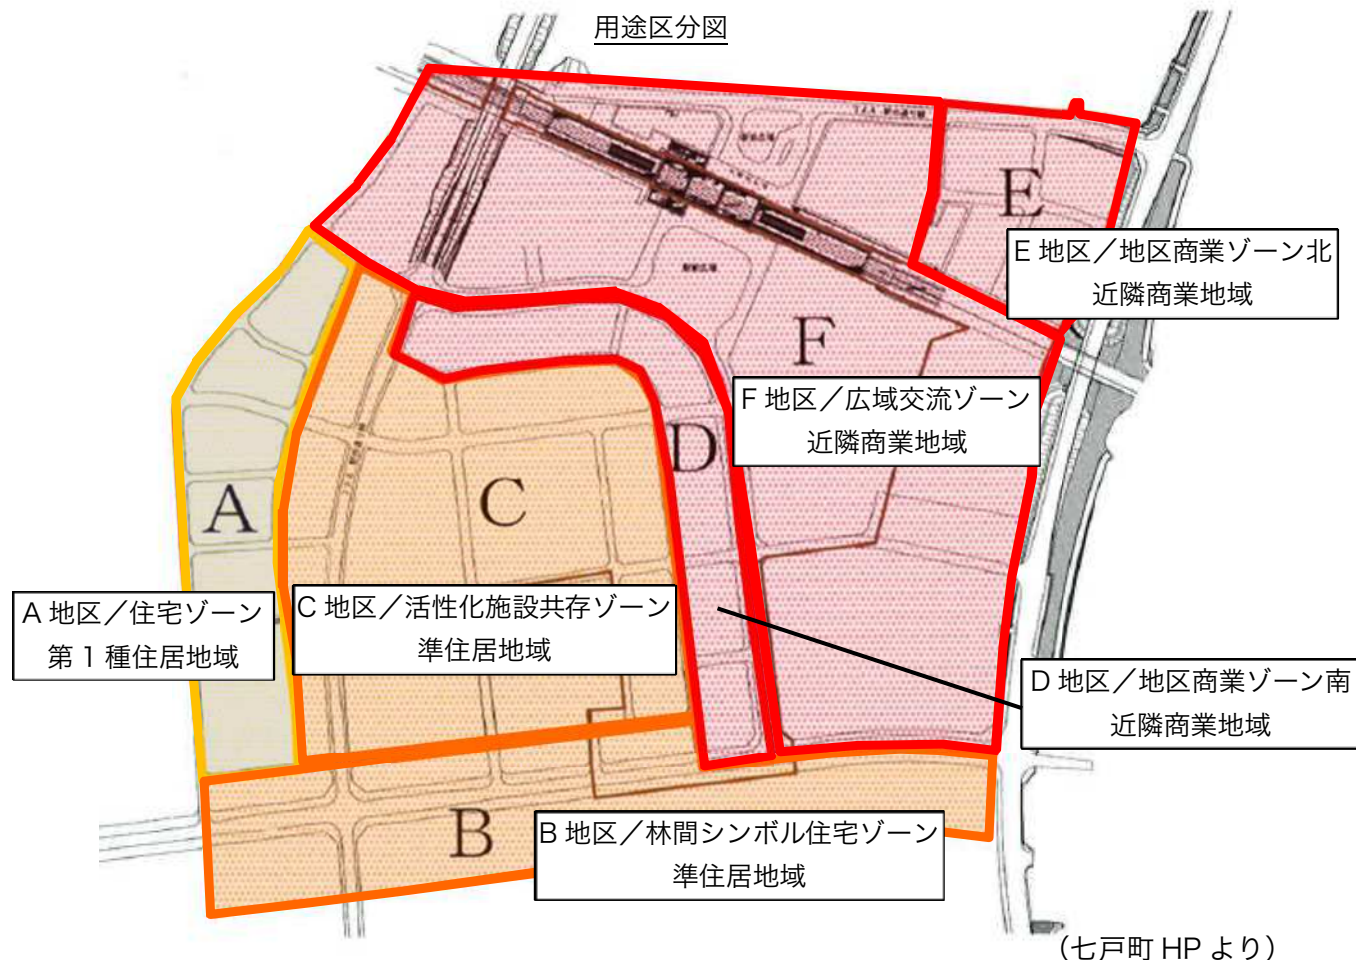 用途区分図
E
E 地区／地区商業ゾーン北
近隣商業地域
F
F 地区／広域交流ゾーン
近隣商業地域
D
C
A
A 地区／住宅ゾーン
第 1 種住居地域
C 地区／活性化施設共存ゾーン
準住居地域
D 地区／地区商業ゾーン南
近隣商業地域
B
B 地区／林間シンボル住宅ゾーン
準住居地域
（七戸町 HP より）